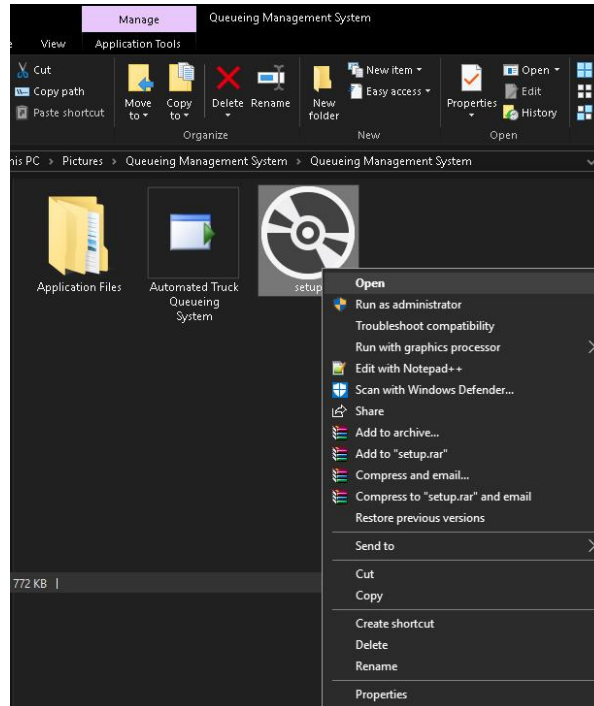 Manage
Queueing Management System
View
Application Tools
Cut
Copy path
Paste shortcut
Move to
Copy to
Delete
Rename
New folder
New item
Easy access
Properties
Open
Edit
History
Organize
New
Open
his PC > Pictures > Queueing Management System > Queueing Management System
Application Files
Automated Truck
Queueing
System
setup
Open
Run as administrator
Troubleshoot compatibility
Run with graphics processor
Edit with Notepad++
Scan with Windows Defender...
Share
Add to archive...
Add to "setup.rar"
Compress and email...
Compress to "setup.rar" and email
Restore previous versions
Send to
Cut
Copy
Create shortcut
Delete
Rename
Properties
772 KB